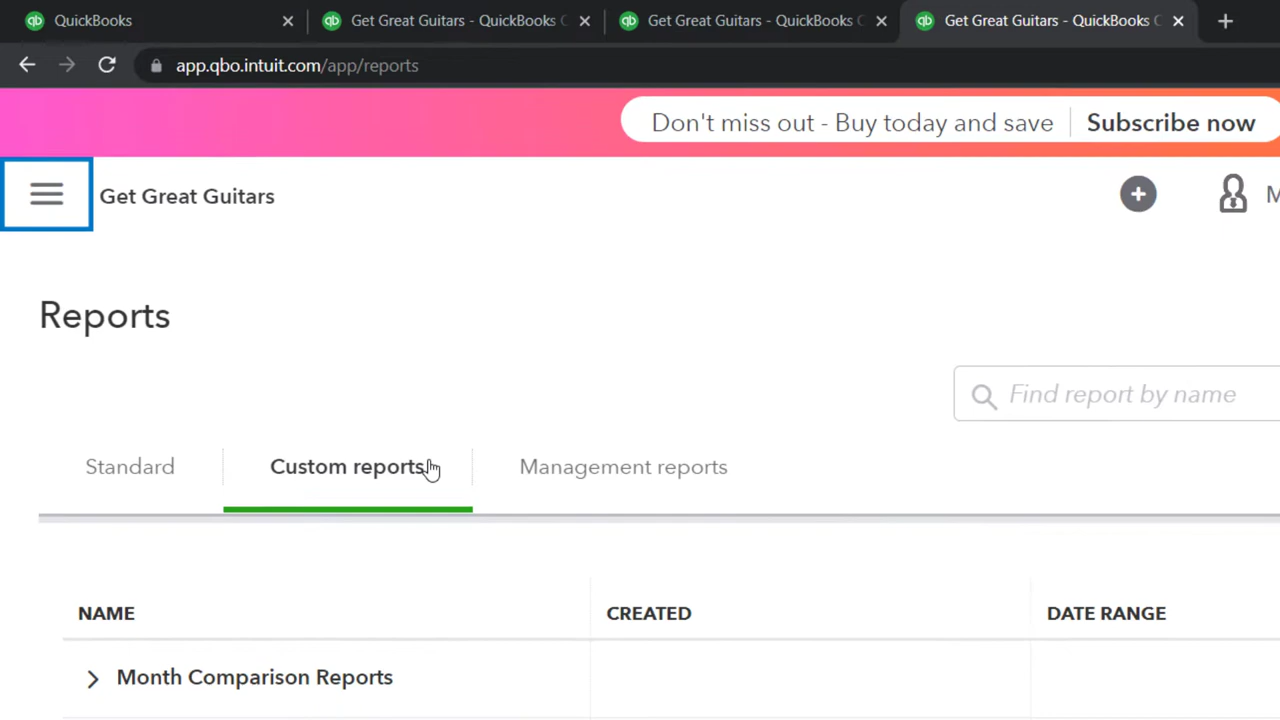 QuickBooks
Get Great Guitars - QuickBooks
Get Great Guitars - QuickBooks
Get Great Guitars - QuickBooks
app.qbo.intuit.com/app/reports
Don't miss out - Buy today and save
Subscribe now
Get Great Guitars
M
Reports
Find report by name
Standard
Custom reports
Management reports
NAME
CREATED
DATE RANGE
Month Comparison Reports